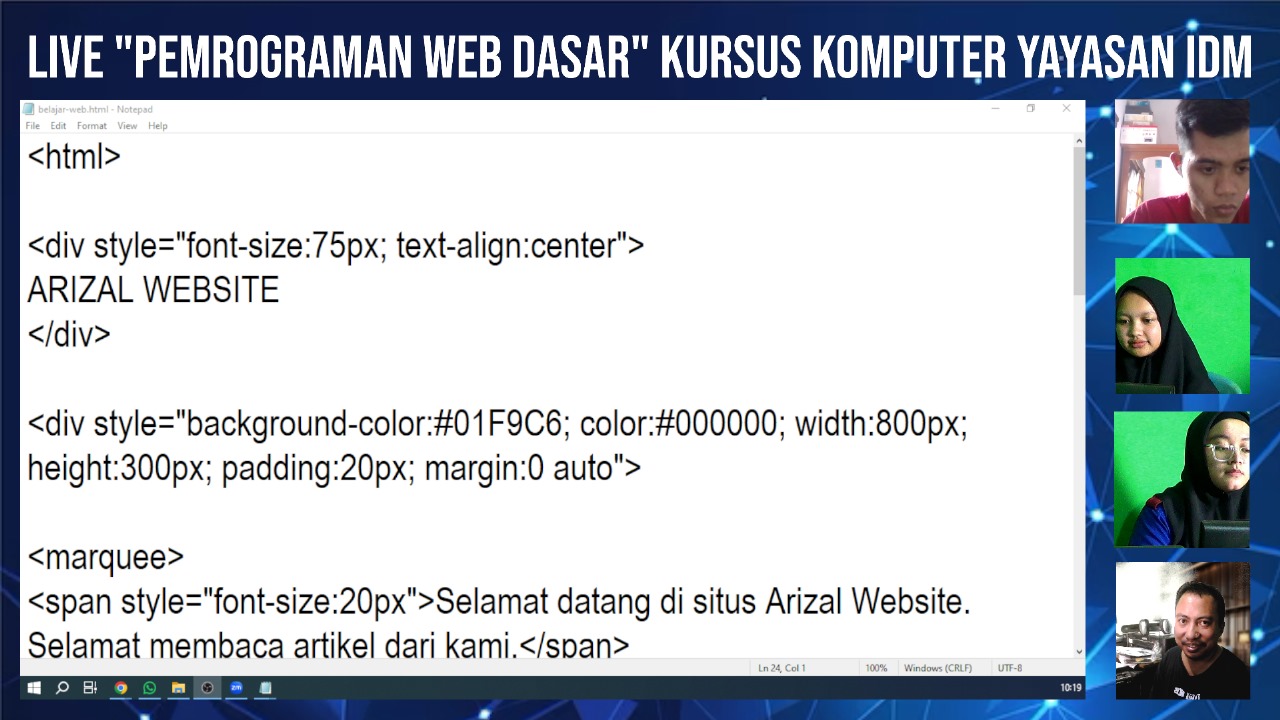 LIVE "PEMROGRAMAN WEB DASAR" KURSUS KOMPUTER YAYASAN IDM
belajar-web.html - Notepad
File Edit Format View Help
<html>
<div style="font-size:75px; text-align:center">
ARIZAL WEBSITE
</div>
<div style="background-color:#01F9C6; color:#000000; width:800px;
height:300px; padding:20px; margin:0 auto">
<marquee>
<span style="font-size:20px">Selamat datang di situs Arizal Website.
Selamat membaca artikel dari kami.</span>
Ln 24, Col 1 100% Windows (CRLF) UTF-8
zm
10:19